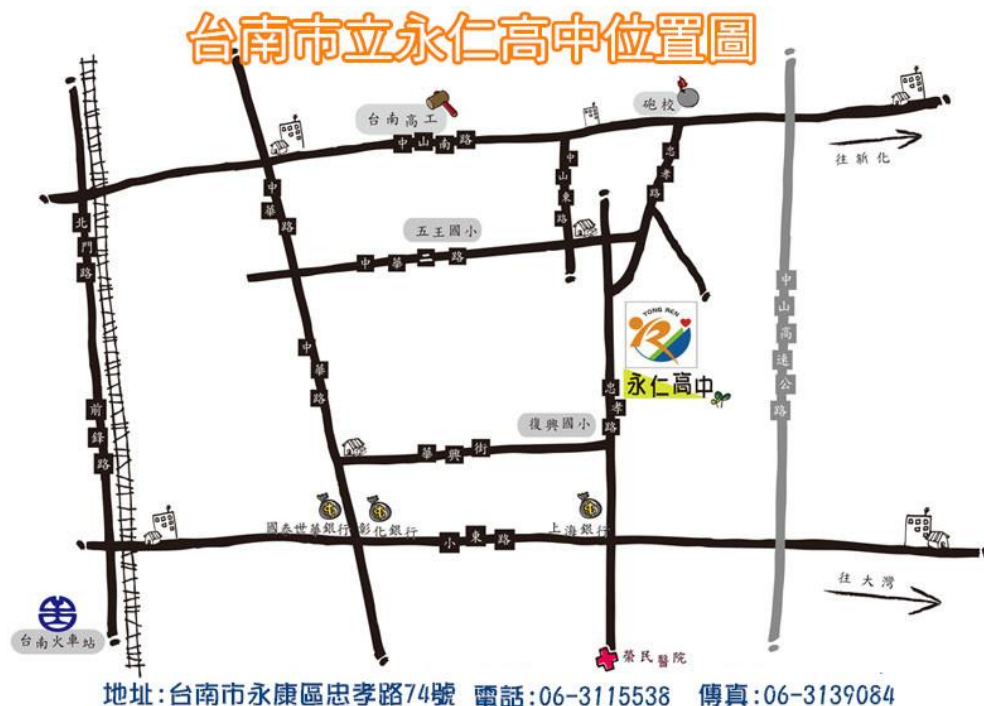 台南市立永仁高中位置圖
砲校
台南高工
中山南路
往新化
中山東路
忠孝路
中華路
北門路
五王國小
中華二路
中山高速公路
YONG REN
永仁高中
中華路
忠孝路
前鋒路
復興國小
華興街
國泰世華銀行
彰化銀行
上海銀行
小東路
往大灣
台南火車站
榮民醫院
地址:台南市永康區忠孝路74號 電話:06-3115538 傳真:06-3139084